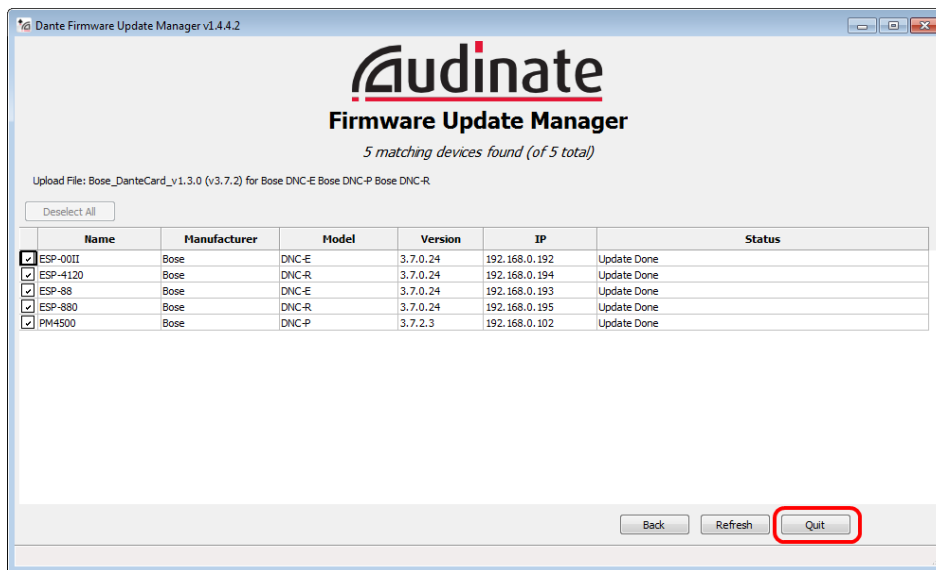 Dante Firmware Update Manager v1.4.4.2
Audinate
Firmware Update Manager
5 matching devices found (of 5 total)
Upload File: Bose_DanteCard_v1.3.0 (v3.7.2) for Bose DNC-E Bose DNC-P Bose DNC-R
Deselect All
Name Manufacturer Model Version IP Status
ESP-00II Bose DNC-E 3.7.0.24 192.168.0.192 Update Done
ESP-4120 Bose DNC-R 3.7.0.24 192.168.0.194 Update Done
ESP-88 Bose DNC-E 3.7.0.24 192.168.0.193 Update Done
ESP-880 Bose DNC-R 3.7.0.24 192.168.0.195 Update Done
PM4500 Bose DNC-P 3.7.2.3 192.168.0.102 Update Done
Back Refresh Quit